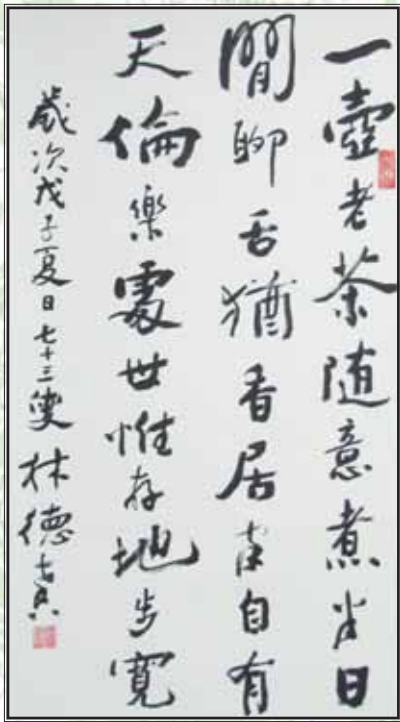 一壺老茶隨意煮半日
閒聊舌猶香居家自有
天倫樂處世惟存地步寬
歲次戊子夏日七十三叟林德